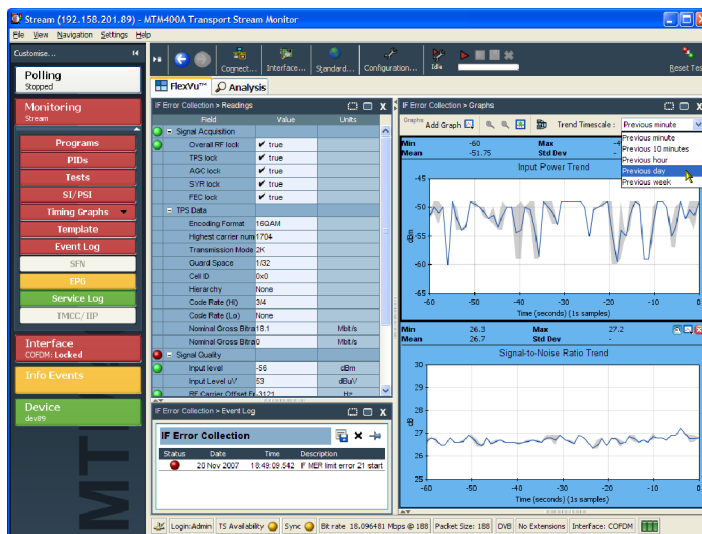 Stream (192.158.201.89) - MTM400A Transport Stream Monitor
File View Navigation Settings Help
Customise...
Connect... Interface... Standard... Configuration... Idle Reset Tes
Polling
Stopped
Monitoring
Stream
Programs
PIDs
Tests
SI/PSI
Timing Graphs
Template
Event Log
SFN
EPG
Service Log
TMCC/IIP
Interface
COFDM: Locked
Info Events
Device
dev89
MTM
FlexVu™ Analysis
IF Error Collection > Readings
Field Value Units
Signal Acquisition
Overall RF lock true
TPS lock true
AGC lock true
SYR lock true
FEC lock true
TPS Data
Encoding Format 16QAM
Highest carrier num 1704
Transmission Mode 2K
Guard Space 1/32
Cell ID 0x0
Hierarchy None
Code Rate (Hi) 3/4
Code Rate (Lo) None
Nominal Gross Bitra 18.1 Mbit/s
Nominal Gross Bitra 0 Mbit/s
Signal Quality
Input level -56 dBm
Input Level uV 53 dBuV
RF Carrier Offset Fr -3121 Hz
IF Error Collection > Event Log
IF Error Collection
Status Date Time Description
20 Nov 2007 18:49:09.542 IF MER limit error 21 start
IF Error Collection > Graphs
Graphs Add Graph Trend Timescale : Previous minute
Previous minute
Previous 10 minutes
Previous hour
Previous day
Previous week
Min -60 Max
Mean -51.75 Std Dev -
Input Power Trend
dBm
-45
-50
-55
-60
-65
-60 -50 -40 -30 -20 -10 0
Time (seconds) (1s samples)
Min 26.3 Max 27.2
Mean 26.7 Std Dev -
Signal-to-Noise Ratio Trend
dB
30
29
28
27
26
25
-60 -50 -40 -30 -20 -10 0
Time (seconds) (1s samples)
Login:Admin TS Availability Sync Bit rate 18.096481 Mbps @ 188 Packet Size: 188 DVB No Extensions Interface: COFDM